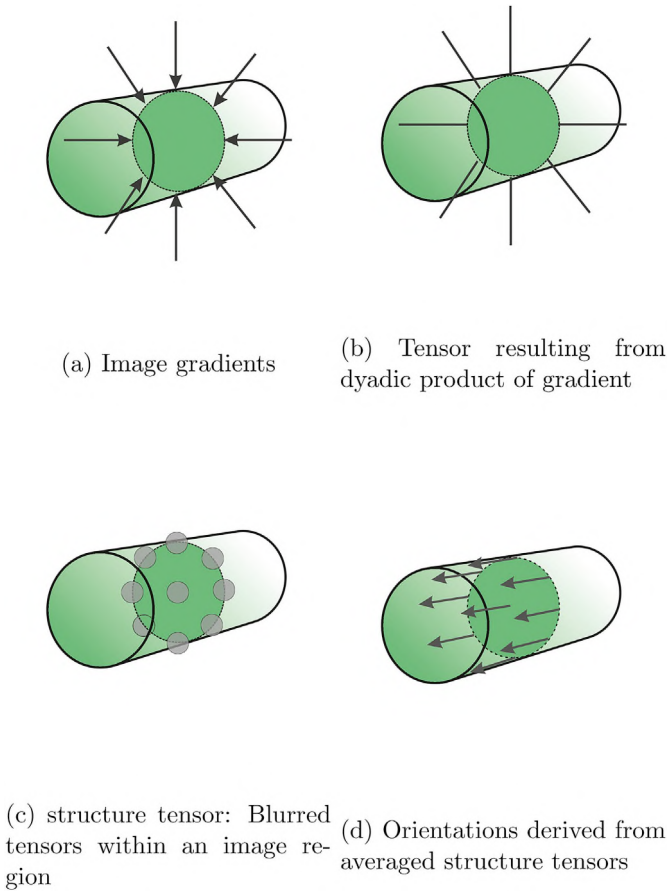 (a) Image gradients
(b) Tensor resulting from
dyadic product of gradient
(c) structure tensor: Blurred
tensors within an image re-
gion
(d) Orientations derived from
averaged structure tensors